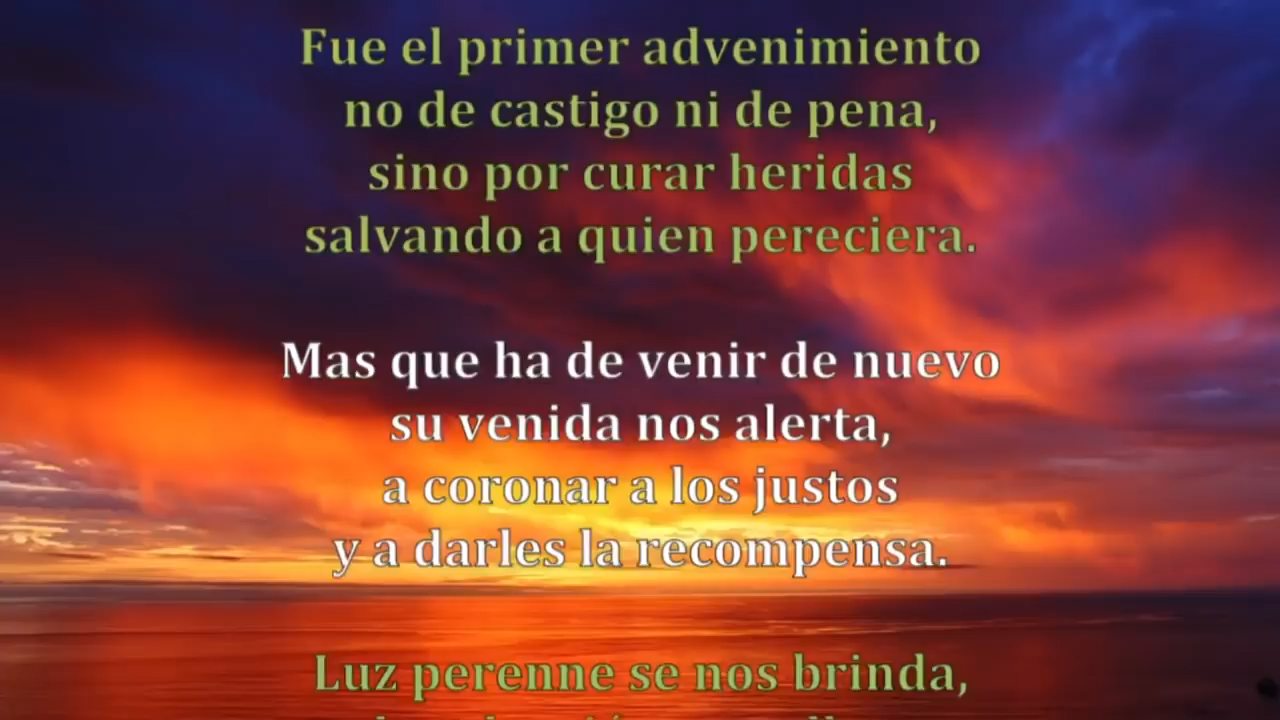 Fue el primer advenimiento
no de castigo ni de pena,
sino por curar heridas
salvando a quien pereciera.
Mas que ha de venir de nuevo
su venida nos alerta,
a coronar a los justos
y a darles la recompensa.
Luz perenne se nos brinda,